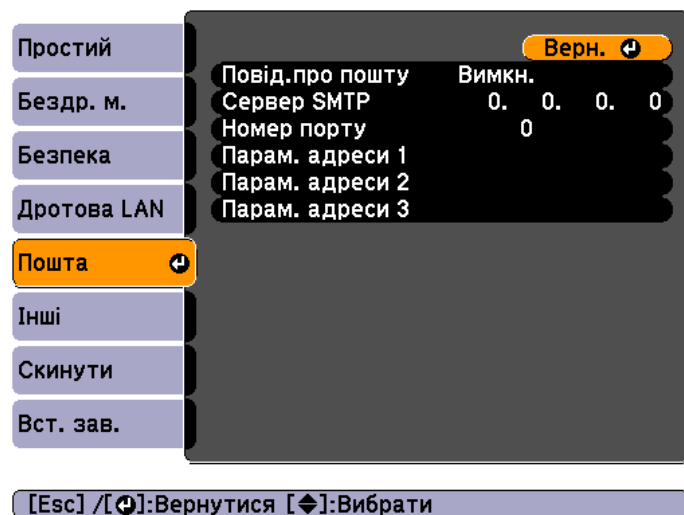 Простий
Бездр. м.
Безпека
Дротова LAN
Пошта
Інші
Скинути
Вст. зав.
Верн.
Повід.про пошту Вимкн.
Сервер SMTP 0. 0. 0. 0
Номер порту 0
Парам. адреси 1
Парам. адреси 2
Парам. адреси 3
[Esc] /[⏎]:Вернутися [◆]:Вибрати